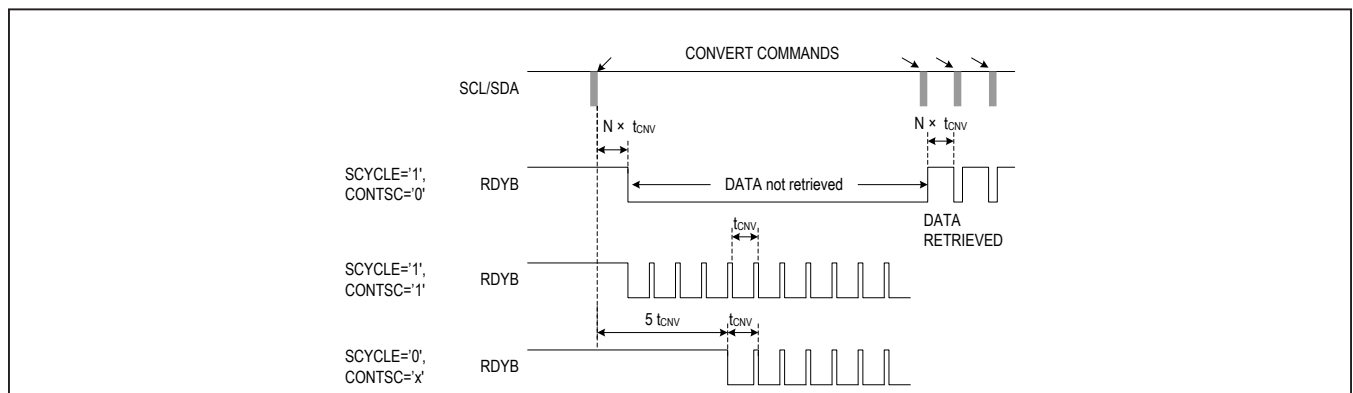 CONVERT COMMANDS
SCL/SDA
N × tCNV
N × tCNV
SCYCLE='1',
CONTSC='0'
RDYB
DATA not retrieved
DATA
RETRIEVED
tCNV
SCYCLE='1',
CONTSC='1'
RDYB
5 tCNV
tCNV
SCYCLE='0',
CONTSC='x'
RDYB